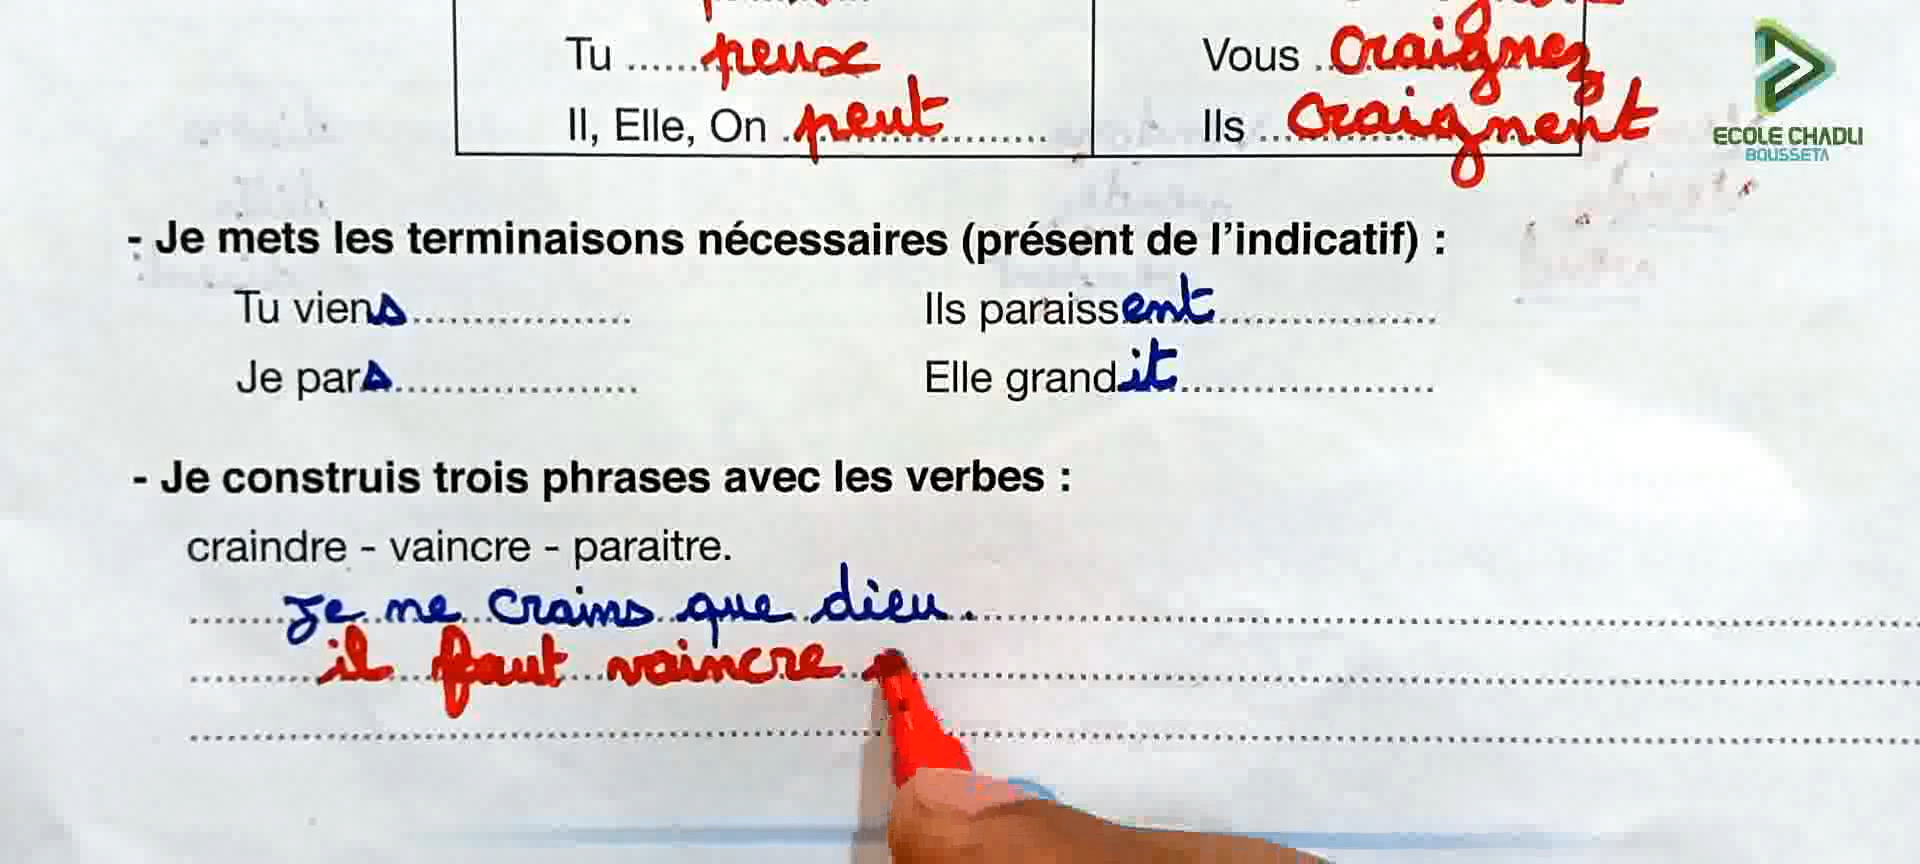 Tu ......peux
Vous ..craignez
Il, Elle, On ..peut..........
Ils ...craignent
ECOLE CHADLI
BOUSSETA
- Je mets les terminaisons nécessaires (présent de l'indicatif) :
Tu viens...................
Ils paraissent..................
Je pars....................
Elle grandit.....................
- Je construis trois phrases avec les verbes :
craindre - vaincre - paraitre.
Je ne crains que dieu.
il faut vaincre